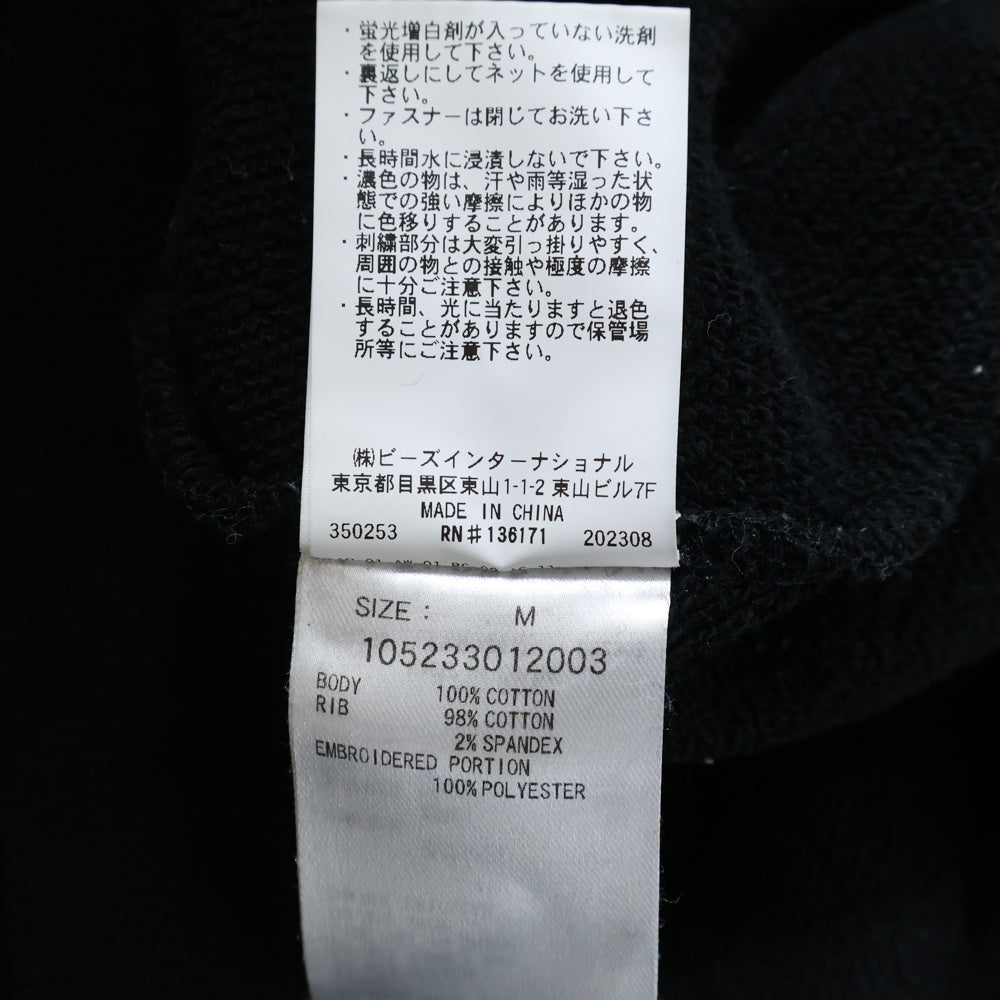 ・蛍光増白剤が入っていない洗剤
を使用して下さい。
・裏返しにしてネットを使用して
下さい。
・ファスナーは閉じてお洗い下さ
い。
・長時間水に浸漬しないで下さい。
・濃色の物は、汗や雨等湿った状
態での強い摩擦によりほかの物
に色移りすることがあります。
・刺繍部分は大変引っ掛りやすく、
周囲の物との接触や極度の摩擦
に十分ご注意下さい。
・長時間、光に当たりますと退色
することがありますので保管場
所等にご注意下さい。
㈱ビーズインターナショナル
東京都目黒区東山1-1-2 東山ビル7F
MADE IN CHINA
350253 RN#136171 202308
SIZE : M
105233012003
BODY 100% COTTON
RIB 98% COTTON
2% SPANDEX
EMBROIDERED PORTION
100% POLYESTER